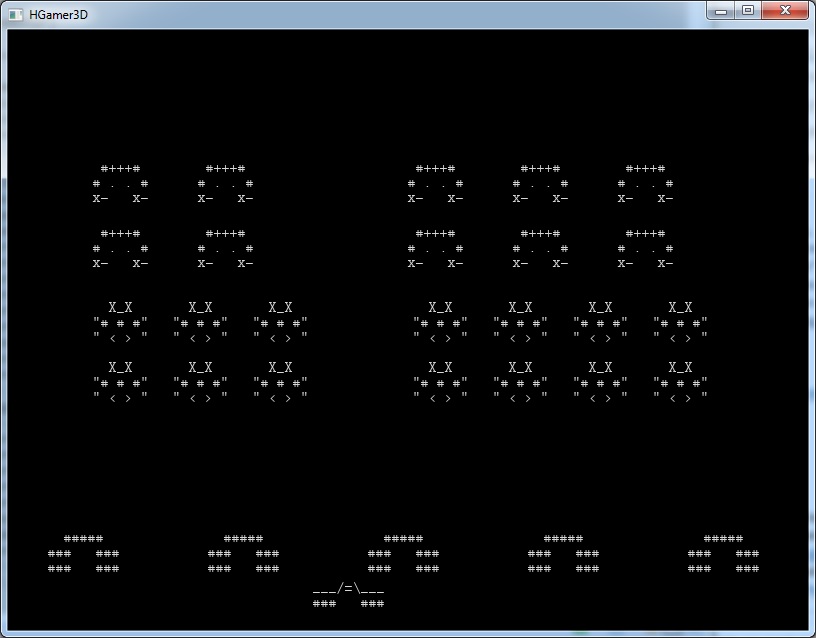 HGamer3D
 #+++#    #+++#                    #+++#        #+++#        #+++#
# . . #      # . . #                   # . . #      # . . #      # . . #
x-   x-      x-   x-                   x-   x-      x-   x-      x-   x-
 #+++#    #+++#                    #+++#        #+++#        #+++#
# . . #      # . . #                   # . . #      # . . #      # . . #
x-   x-      x-   x-                   x-   x-      x-   x-      x-   x-
  X_X       X_X       X_X                 X_X       X_X       X_X       X_X
"# # #"   "# # #"   "# # #"             "# # #"   "# # #"   "# # #"   "# # #"
" < > "   " < > "   " < > "             " < > "   " < > "   " < > "   " < > "
  X_X       X_X       X_X                 X_X       X_X       X_X       X_X
"# # #"   "# # #"   "# # #"             "# # #"   "# # #"   "# # #"   "# # #"
" < > "   " < > "   " < > "             " < > "   " < > "   " < > "   " < > "
  #####               #####               #####               #####               #####
###   ###           ###   ###           ###   ###           ###   ###           ###   ###
###   ###           ###   ###           ###   ###           ###   ###           ###   ###
___/=\___
###   ###